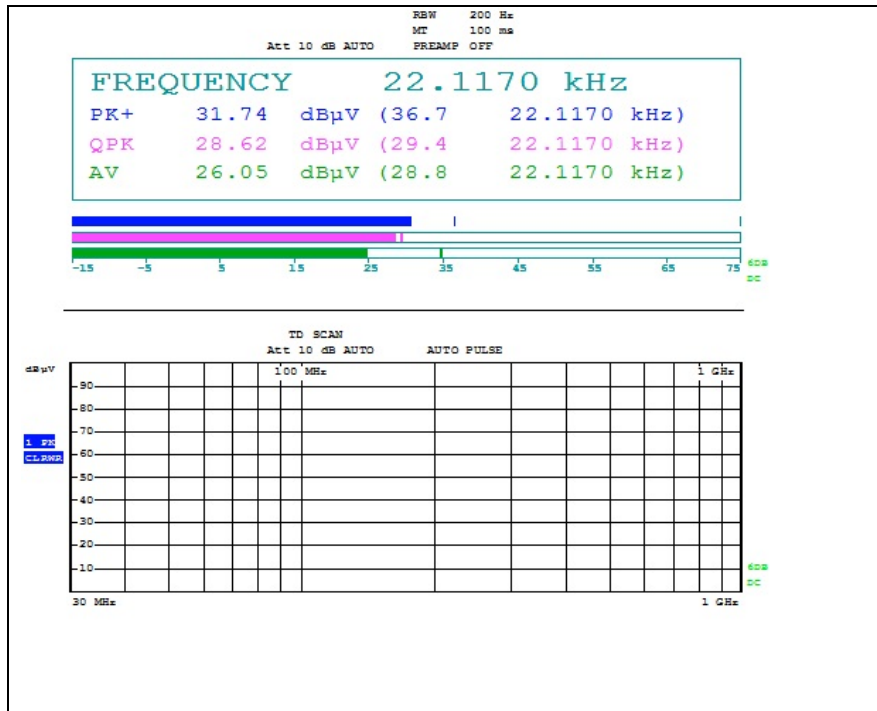 RBW 200 Hz
MT 100 ms
Att 10 dB AUTO PREAMP OFF
FREQUENCY 22.1170 kHz
PK+ 31.74 dBµV (36.7 22.1170 kHz)
QPK 28.62 dBµV (29.4 22.1170 kHz)
AV 26.05 dBµV (28.8 22.1170 kHz)
-15 -5 5 15 25 35 45 55 65 75
6DB
DC
TD SCAN
Att 10 dB AUTO AUTO PULSE
dBµV
100 MHz 1 GHz
90
80
70
1 PK
CLRWR
60
50
40
30
20
10
6DB
DC
30 MHz 1 GHz